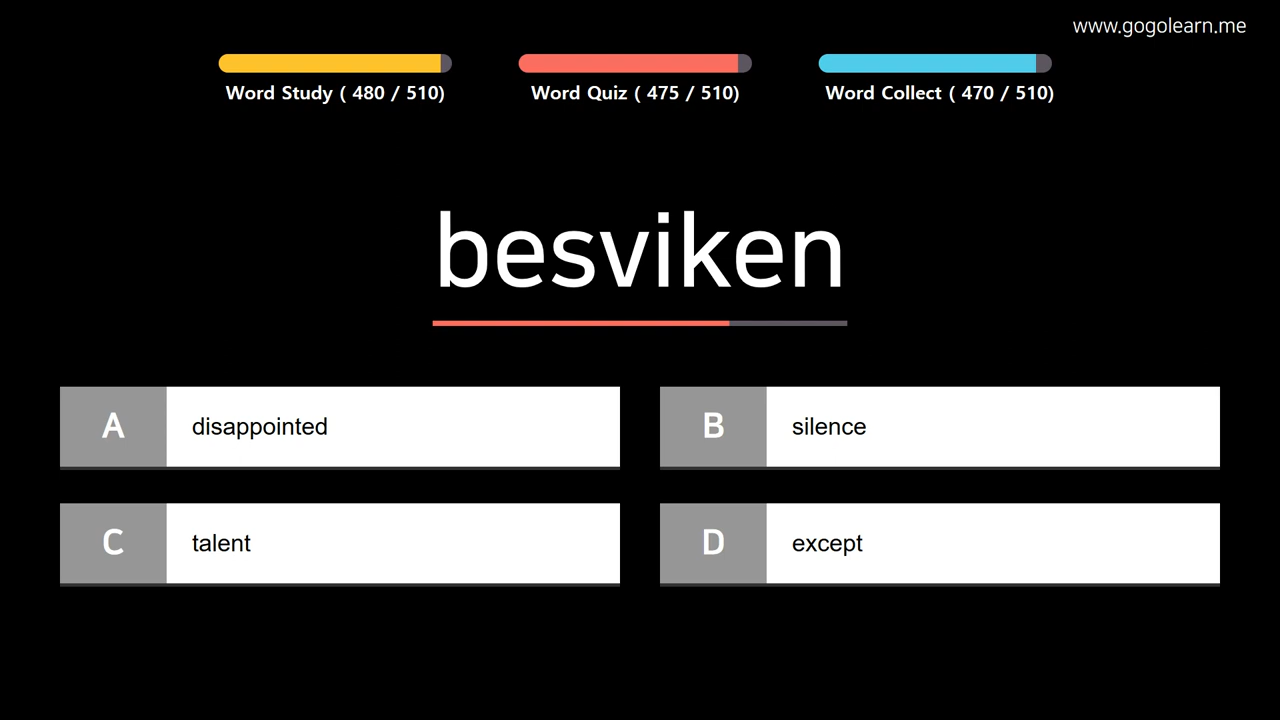 www.gogolearn.me
Word Study ( 480 / 510)
Word Quiz ( 475 / 510)
Word Collect ( 470 / 510)
besviken
A disappointed
B silence
C talent
D except